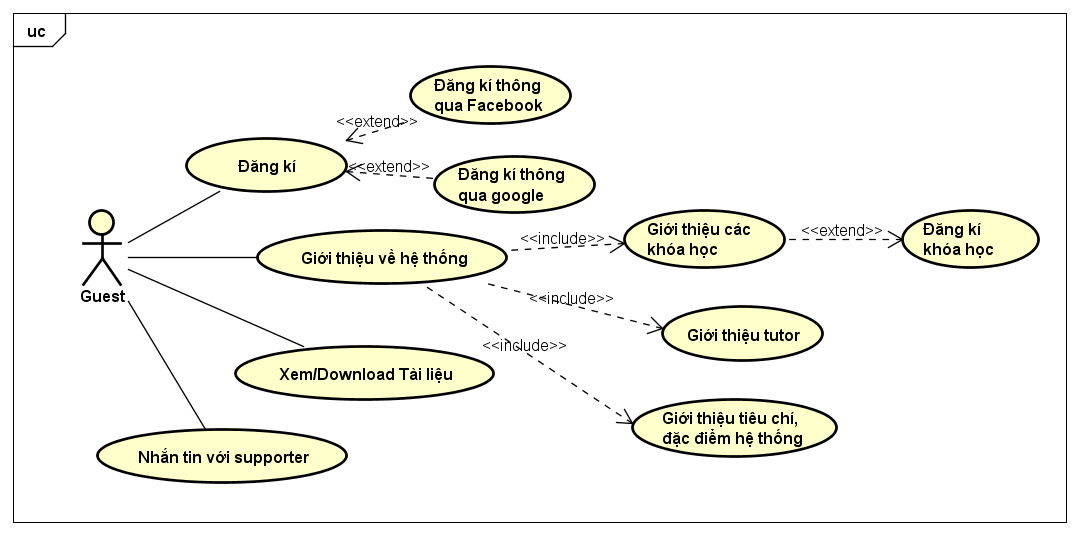 uc
Đăng kí thông
qua Facebook
<<extend>>
Đăng kí
<<extend>>
Đăng kí thông
qua google
Guest
Giới thiệu về hệ thống
<<include>>
Giới thiệu các
khóa học
<<extend>>
Đăng kí
khóa học
<<include>>
Giới thiệu tutor
<<include>>
Xem/Download Tài liệu
Giới thiệu tiêu chí,
đặc điểm hệ thống
Nhắn tin với supporter